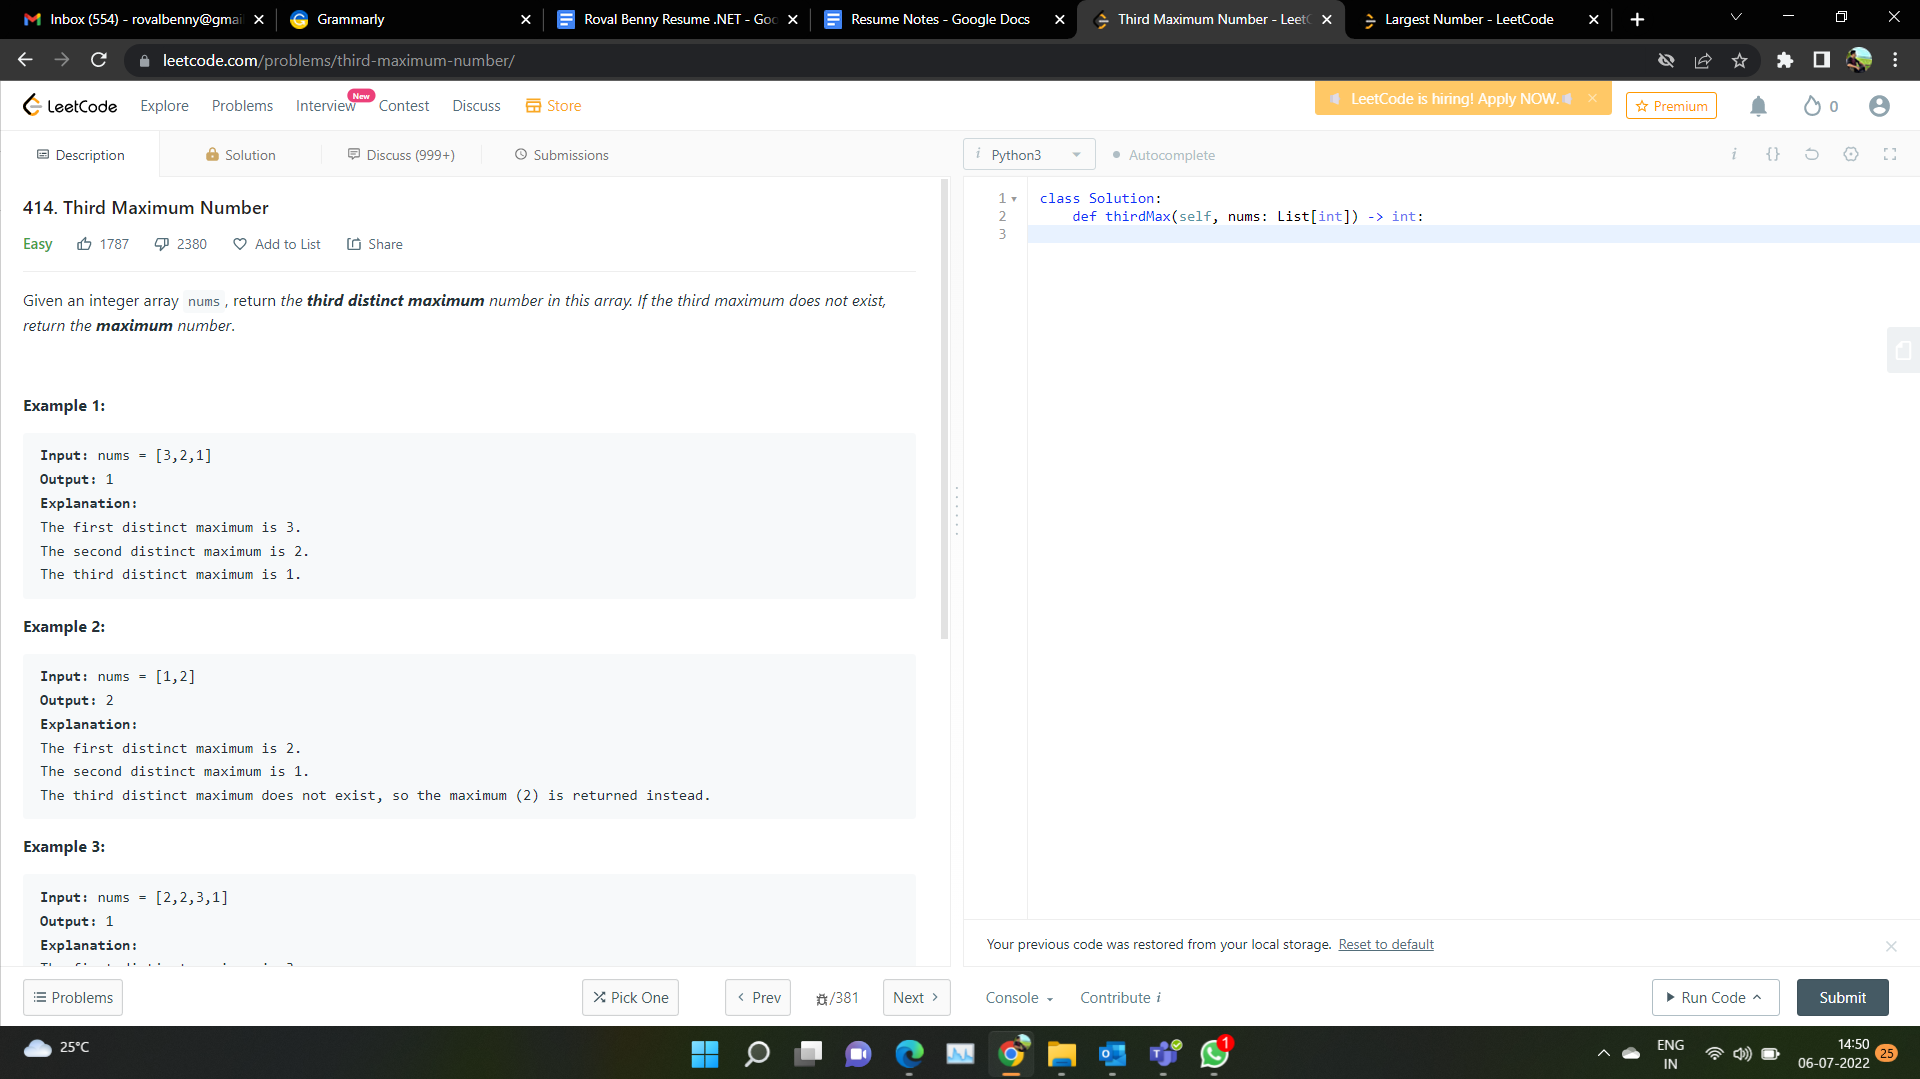 Inbox (554) - rovalbenny@gmai
Grammarly
Roval Benny Resume .NET - Goo
Resume Notes - Google Docs
Third Maximum Number - LeetC
Largest Number - LeetCode
leetcode.com/problems/third-maximum-number/
LeetCode Explore Problems Interview New Contest Discuss Store
LeetCode is hiring! Apply NOW.
Premium
0
Description Solution Discuss (999+) Submissions
i Python3 Autocomplete
i {}
414. Third Maximum Number
Easy 1787 2380 Add to List Share
Given an integer array nums , return the third distinct maximum number in this array. If the third maximum does not exist,
return the maximum number.
Example 1:
Input: nums = [3,2,1]
Output: 1
Explanation:
The first distinct maximum is 3.
The second distinct maximum is 2.
The third distinct maximum is 1.
Example 2:
Input: nums = [1,2]
Output: 2
Explanation:
The first distinct maximum is 2.
The second distinct maximum is 1.
The third distinct maximum does not exist, so the maximum (2) is returned instead.
Example 3:
Input: nums = [2,2,3,1]
Output: 1
Explanation:
1 class Solution:
2 def thirdMax(self, nums: List[int]) -> int:
3
Your previous code was restored from your local storage. Reset to default
Problems
Pick One
Prev
/381
Next
Console
Contribute i
Run Code
Submit
25°C
1
ENG
IN
14:50
06-07-2022
25